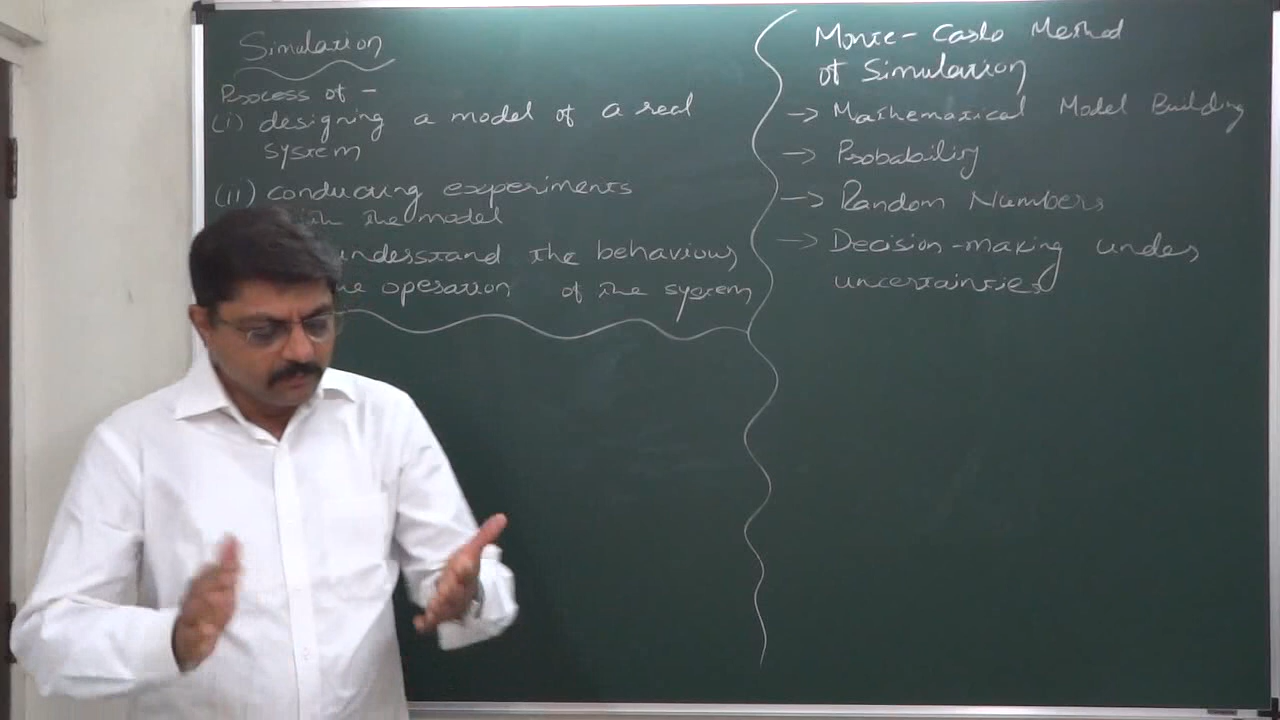 Simulation
Process of -
(i) designing a model of a real
system
(ii) conducting experiments
with the model
understand the behaviour
operation of the system
Monte-Carlo Method
of Simulation
→ Mathematical Model Building
→ Probability
→ Random Numbers
→ Decision-making under
uncertainties